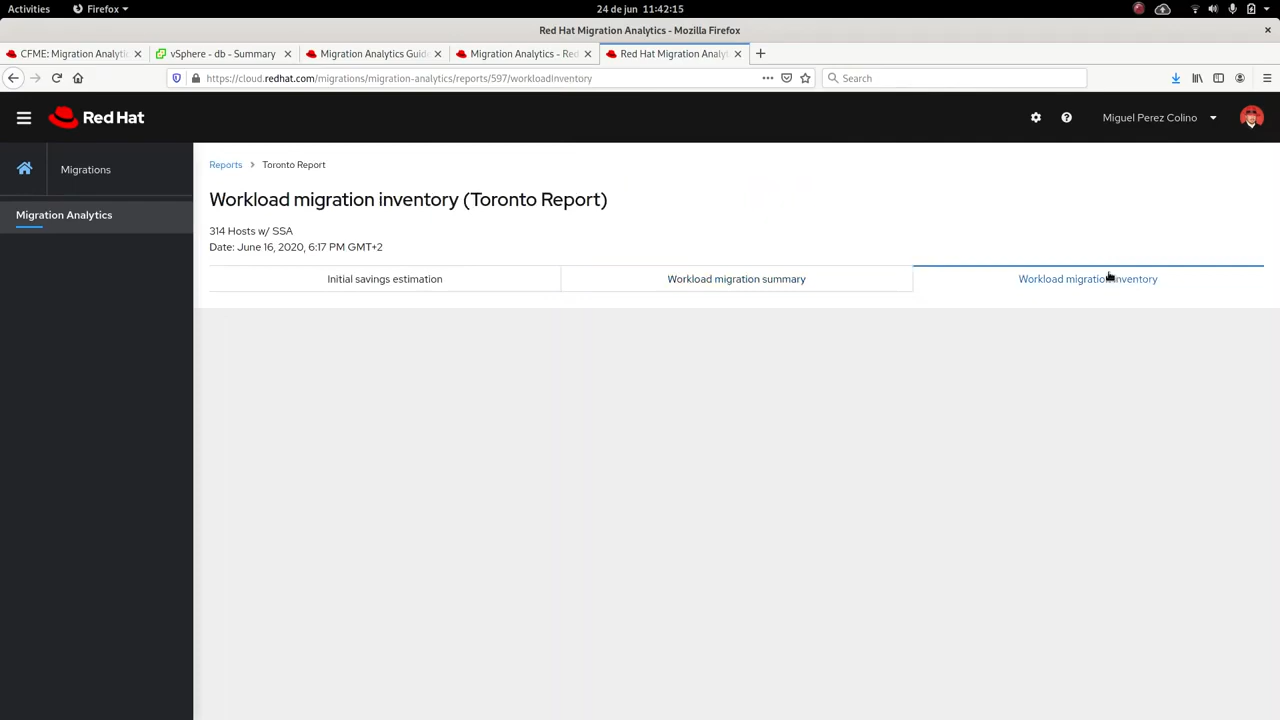 Activities
Firefox
24 de jun 11:42:15
Red Hat Migration Analytics - Mozilla Firefox
CFME: Migration Analytic
vSphere - db - Summary
Migration Analytics Guid
Migration Analytics - Red
Red Hat Migration Analyt
https://cloud.redhat.com/migrations/migration-analytics/reports/597/workloadInventory
Search
Red Hat
Miguel Perez Colino
Migrations
Migration Analytics
Reports > Toronto Report
Workload migration inventory (Toronto Report)
314 Hosts w/ SSA
Date: June 16, 2020, 6:17 PM GMT+2
Initial savings estimation
Workload migration summary
Workload migration inventory